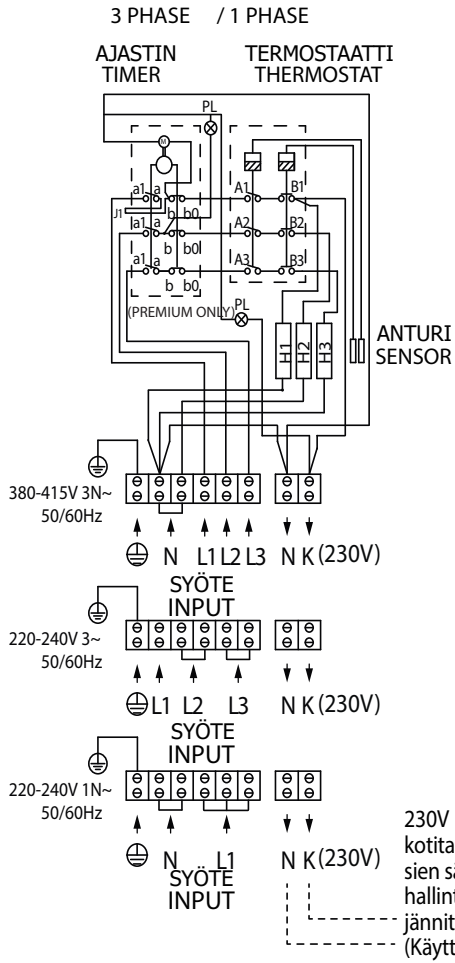 3 PHASE / 1 PHASE
AJASTIN
TIMER
TERMOSTAATTI
THERMOSTAT
PL
M
a1 a A1 B1
J1 b b0
a1 a A2 B2
b b0
a1 a A3 B3
b b0
(PREMIUM ONLY) PL
H1 H2 H3
ANTURI
SENSOR
380-415V 3N~
50/60Hz
N L1 L2 L3 N K (230V)
SYÖTE
INPUT
220-240V 3~
50/60Hz
L1 L2 L3 N K (230V)
SYÖTE
INPUT
220-240V 1N~
50/60Hz
N L1 N K (230V)
SYÖTE
INPUT
230V
kotita
sien sä
hallint
jännit
(Käytt